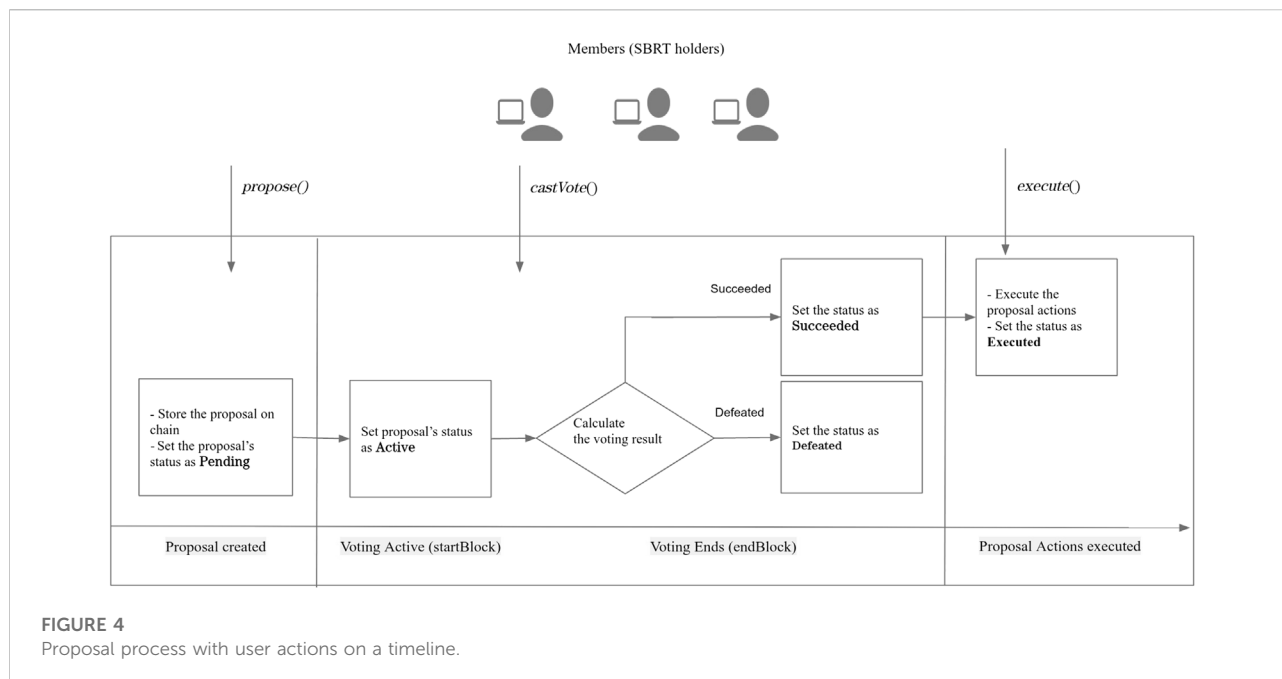 Members (SBRT holders)
propose()
castVote()
execute()
- Store the proposal on
chain
- Set the proposal's
status as Pending
Set proposal's status
as Active
Calculate
the voting result
Succeeded
Set the status as
Succeeded
Defeated
Set the status as
Defeated
- Execute the
proposal actions
- Set the status as
Executed
Proposal created
Voting Active (startBlock)
Voting Ends (endBlock)
Proposal Actions executed
FIGURE 4
Proposal process with user actions on a timeline.